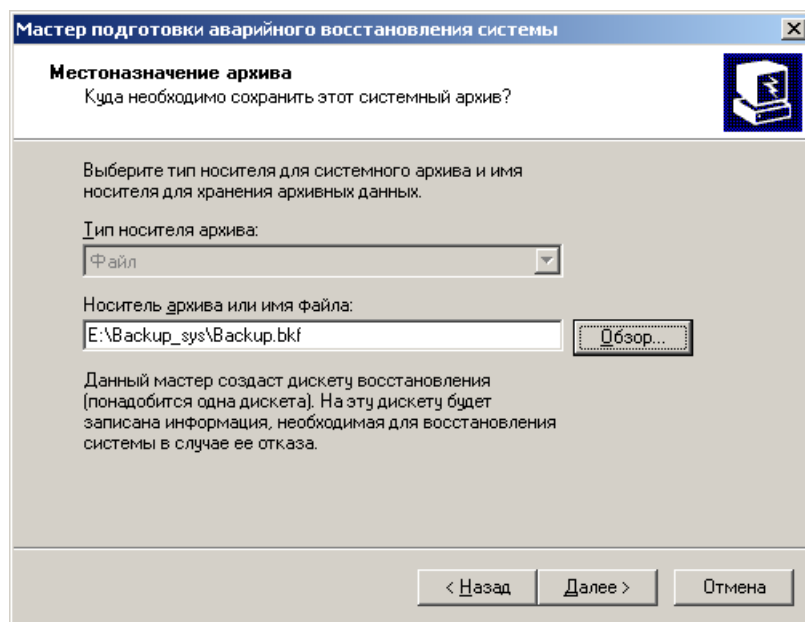 Мастер подготовки аварийного восстановления системы
Местоназначение архива
Куда необходимо сохранить этот системный архив?
Выберите тип носителя для системного архива и имя
носителя для хранения архивных данных.
Тип носителя архива:
Файл
Носитель архива или имя файла:
E:\Backup_sys\Backup.bkf
Обзор...
Данный мастер создаст дискету восстановления
(понадобится одна дискета). На эту дискету будет
записана информация, необходимая для восстановления
системы в случае ее отказа.
< Назад
Далее >
Отмена